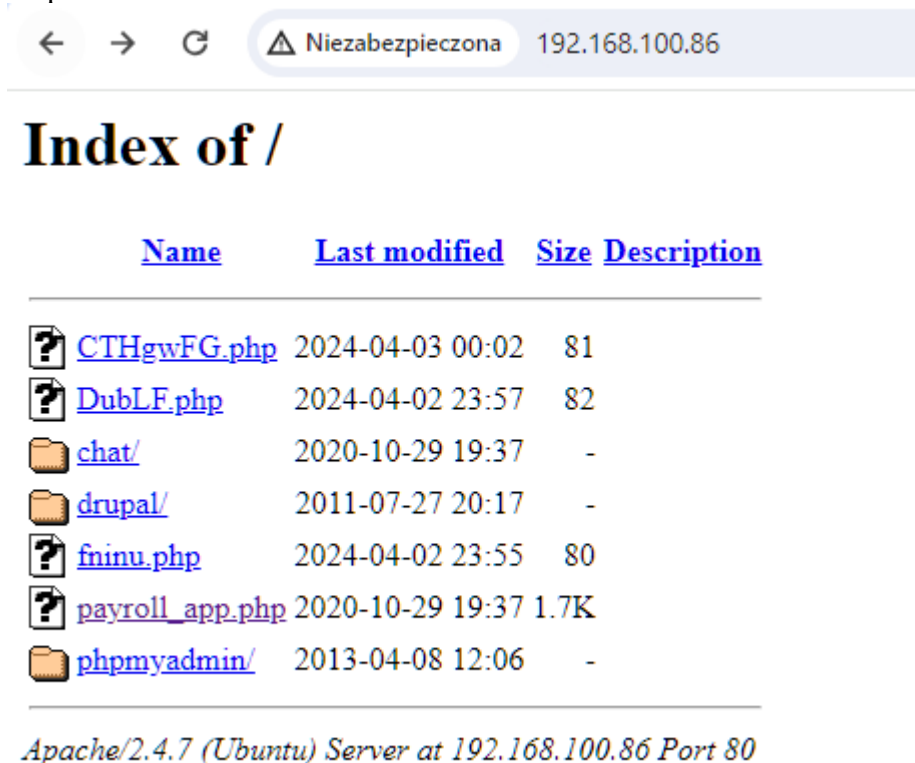 Niezabezpieczona 192.168.100.86
Index of /
Name Last modified Size Description
CTHgwFG.php 2024-04-03 00:02 81
DubLF.php 2024-04-02 23:57 82
chat/ 2020-10-29 19:37 -
drupal/ 2011-07-27 20:17 -
fninu.php 2024-04-02 23:55 80
payroll_app.php 2020-10-29 19:37 1.7K
phpmyadmin/ 2013-04-08 12:06 -
Apache/2.4.7 (Ubuntu) Server at 192.168.100.86 Port 80